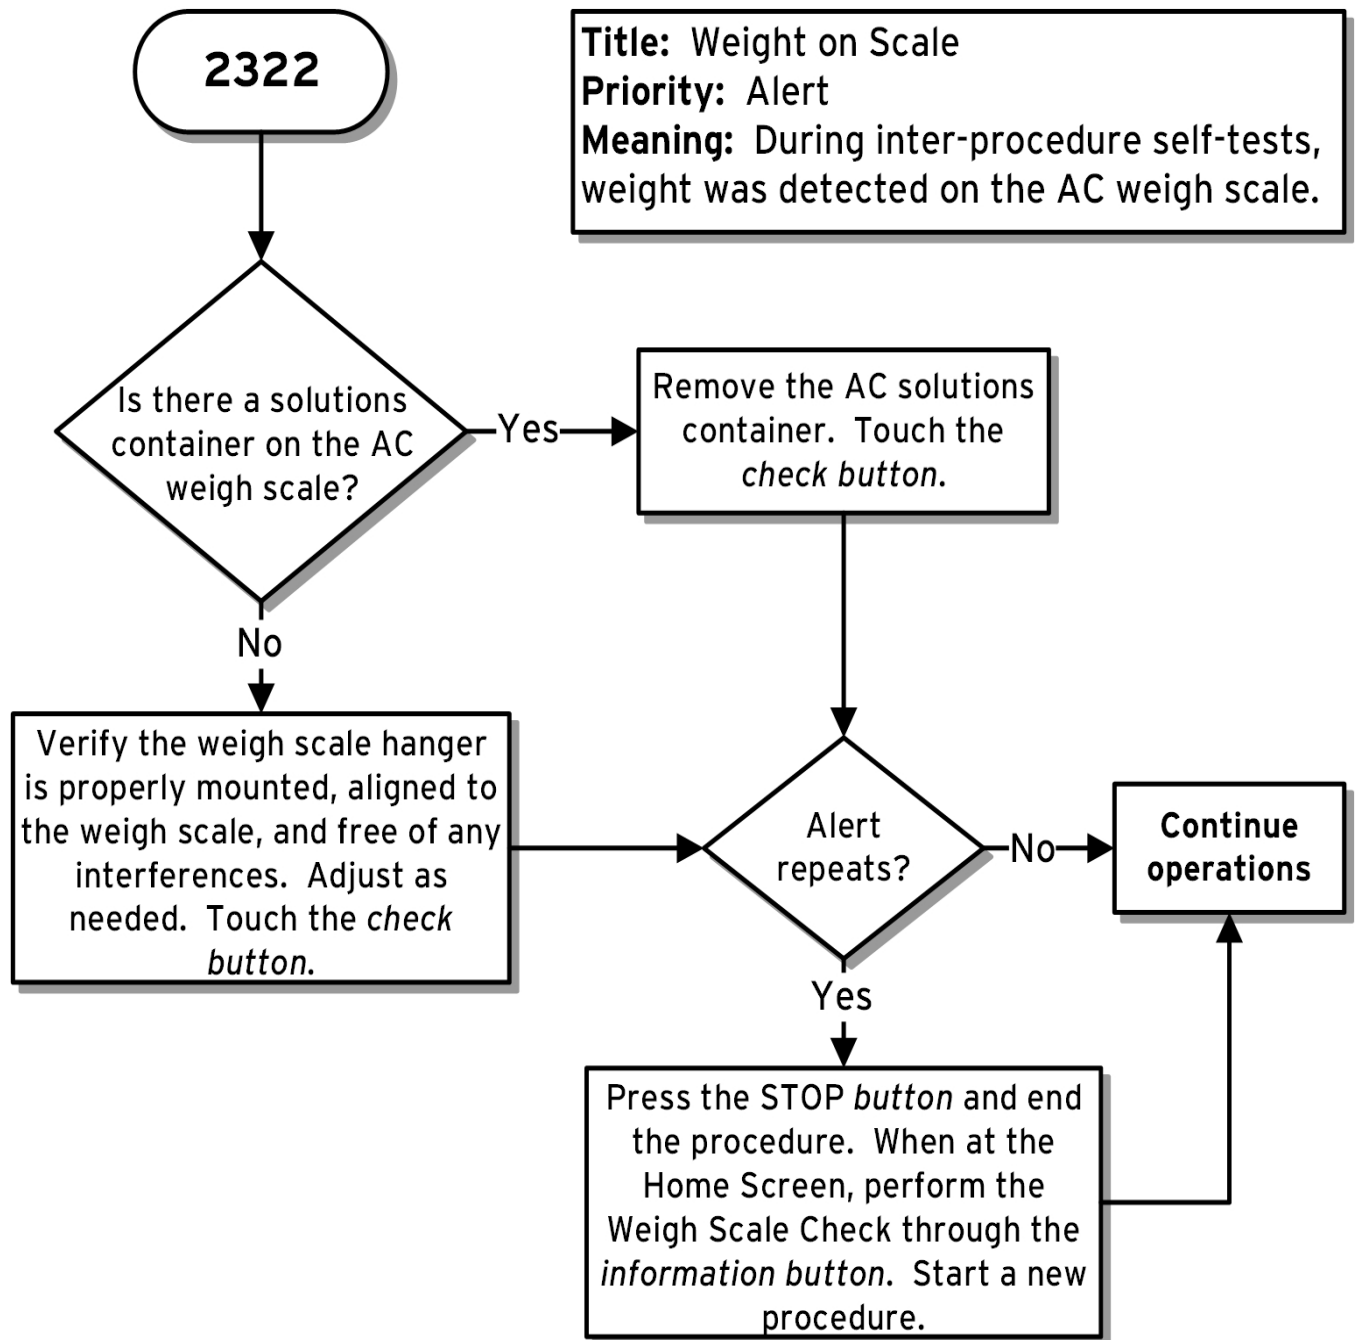 2322
Title: Weight on Scale
Priority: Alert
Meaning: During inter-procedure self-tests,
weight was detected on the AC weigh scale.
Is there a solutions
container on the AC
weigh scale?
Yes
Remove the AC solutions
container. Touch the
check button.
No
Verify the weigh scale hanger
is properly mounted, aligned to
the weigh scale, and free of any
interferences. Adjust as
needed. Touch the check
button.
Alert
repeats?
No
Continue
operations
Yes
Press the STOP button and end
the procedure. When at the
Home Screen, perform the
Weigh Scale Check through the
information button. Start a new
procedure.